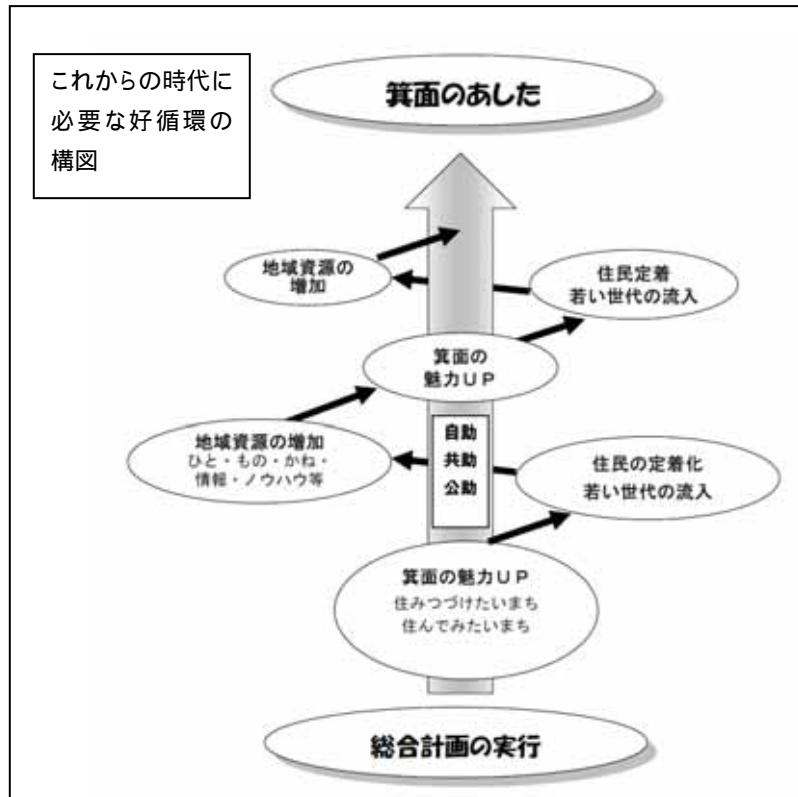 これからの時代に
必要な好循環の
構図
箕面のあした
地域資源の
増加
住民定着
若い世代の流入
箕面の
魅力UP
地域資源の増加
ひと・もの・かね・
情報・ノウハウ等
自助
共助
公助
住民の定着化
若い世代の流入
箕面の魅力UP
住みつづけたいまち
住んでみたいまち
総合計画の実行